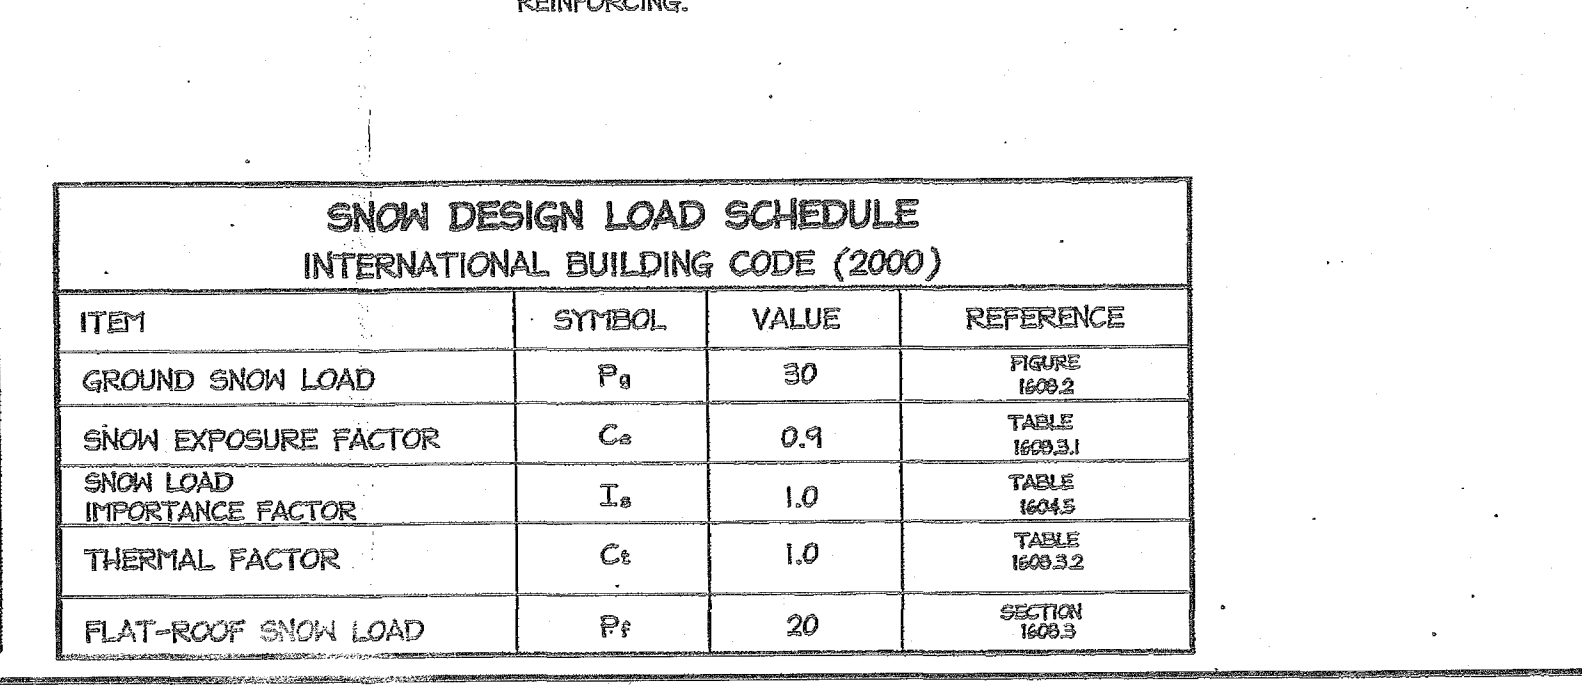 REINFORCING.
SNOW DESIGN LOAD SCHEDULE
INTERNATIONAL BUILDING CODE (2000)
ITEM SYMBOL VALUE REFERENCE
GROUND SNOW LOAD Pg 30 FIGURE
1608.2
SNOW EXPOSURE FACTOR Ce 0.9 TABLE
1608.3.1
SNOW LOAD
IMPORTANCE FACTOR Is 1.0 TABLE
1604.5
THERMAL FACTOR Ct 1.0 TABLE
1608.3.2
FLAT-ROOF SNOW LOAD Pf 20 SECTION
1608.3